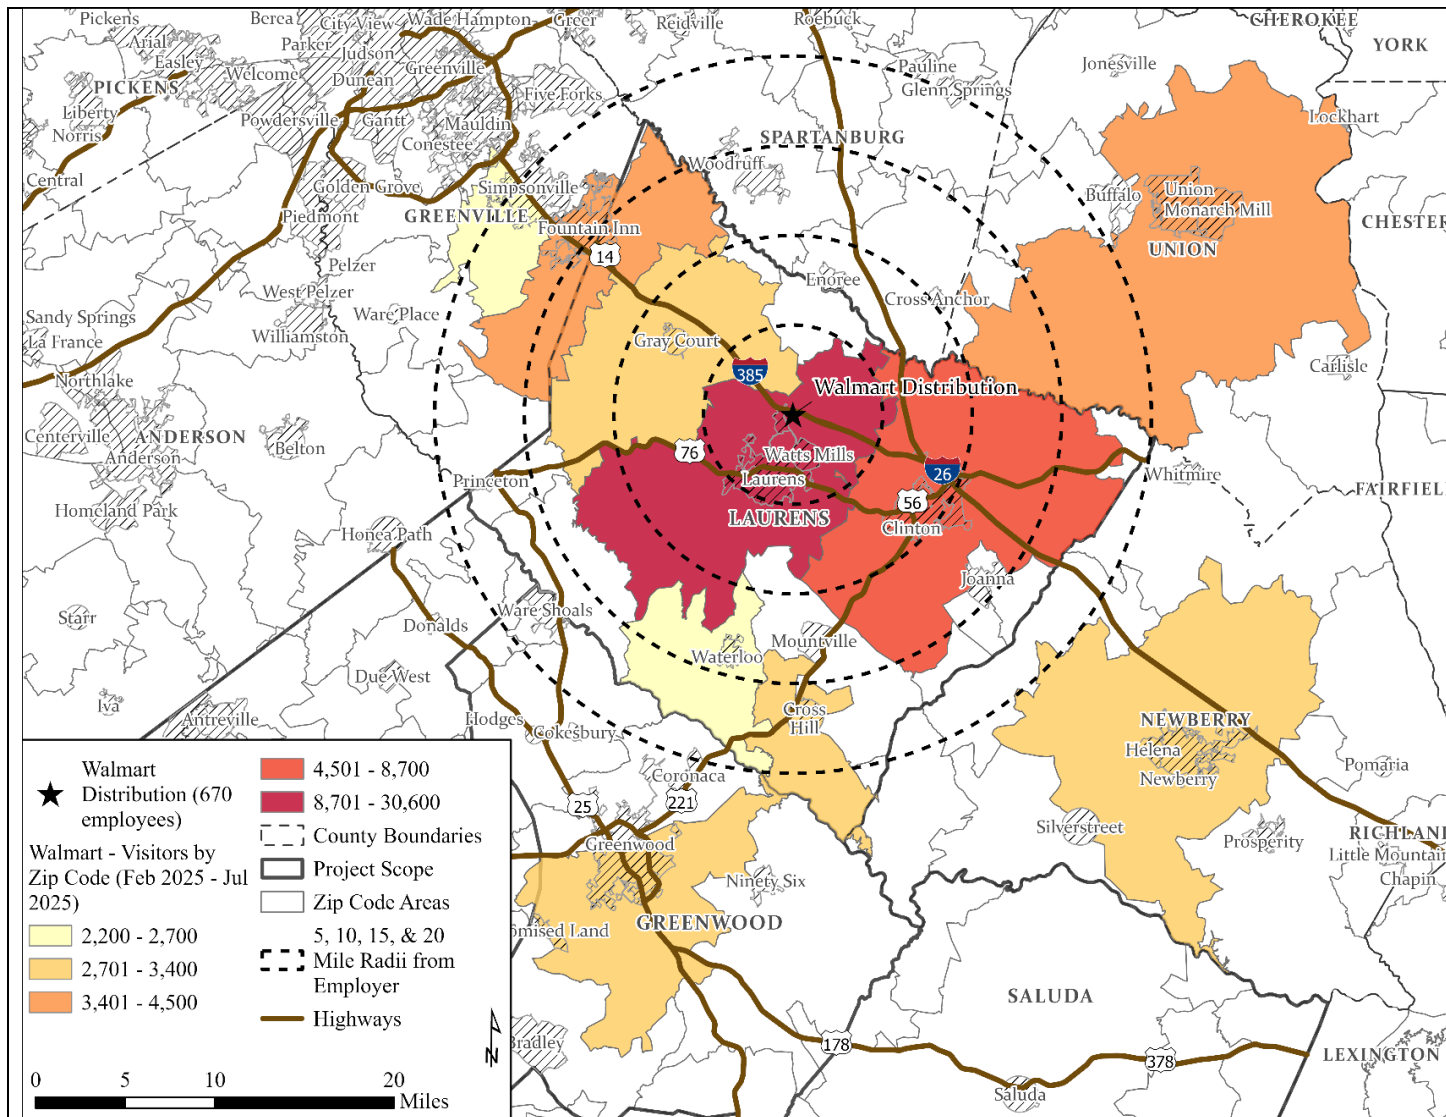 Pickens
Berea
City View
Wade Hampton
Greer
Reidville
Roebuck
CHEROKEE
YORK
Arial
Parker
Judson
Easley
Welcome
Dunean
Greenville
Pauline
Jonesville
PICKENS
Five Forks
Glenn Springs
Liberty
Powdersville
Gantt
Mauldin
Lockhart
Norris
Conestee
SPARTANBURG
Woodruff
Central
Golden Grove
Simpsonville
Buffalo
Union
Piedmont
GREENVILLE
Monarch Mill
CHESTER
Fountain Inn
UNION
14
Pelzer
Enoree
West Pelzer
Cross Anchor
Sandy Springs
Ware Place
La France
Williamston
Gray Court
Carlisle
385
Northlake
Walmart Distribution
Centerville
ANDERSON
Anderson
Belton
76
Watts Mills
26
Princeton
Laurens
Whitmire
56
FAIRFIEL
Homeland Park
LAURENS
Clinton
Honea Path
Joanna
Starr
Ware Shoals
Donalds
Mountville
Waterloo
Due West
Iva
Antreville
Hodges
Cross
Hill
NEWBERRY
Cokesbury
Helena
Coronaca
Newberry
Pomaria
25
221
Silverstreet
RICHLAND
Greenwood
Prosperity
Little Mountain
Ninety Six
Chapin
omised Land
GREENWOOD
SALUDA
Bradley
178
378
LEXINGTON
Saluda
Walmart
Distribution (670
employees)
Walmart - Visitors by
Zip Code (Feb 2025 - Jul
2025)
2,200 - 2,700
2,701 - 3,400
3,401 - 4,500
4,501 - 8,700
8,701 - 30,600
County Boundaries
Project Scope
Zip Code Areas
5, 10, 15, & 20
Mile Radii from
Employer
Highways
N
0 5 10 20
Miles